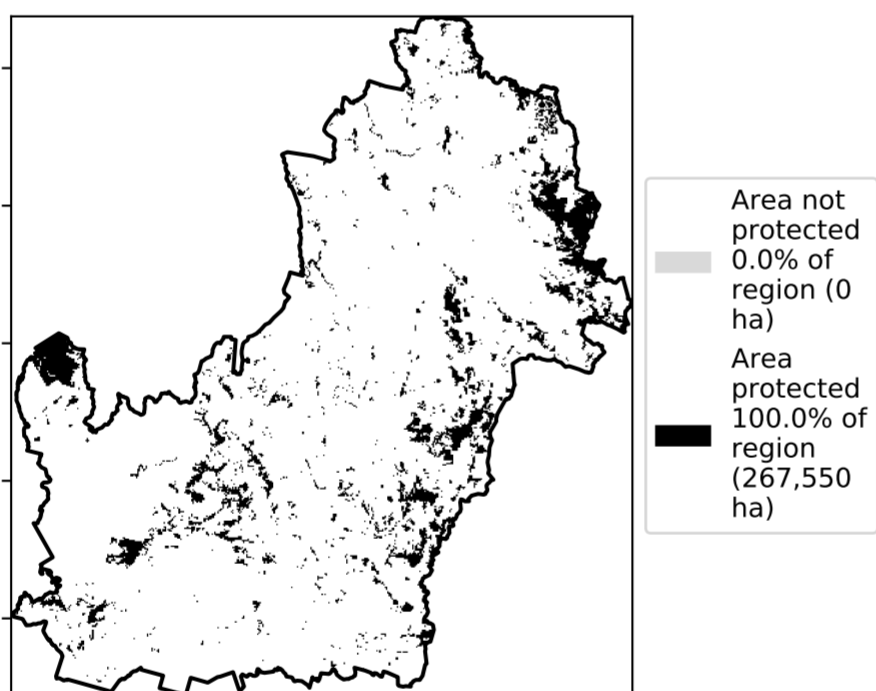 Area not
protected
0.0% of
region (0
ha)
Area
protected
100.0% of
region
(267,550
ha)